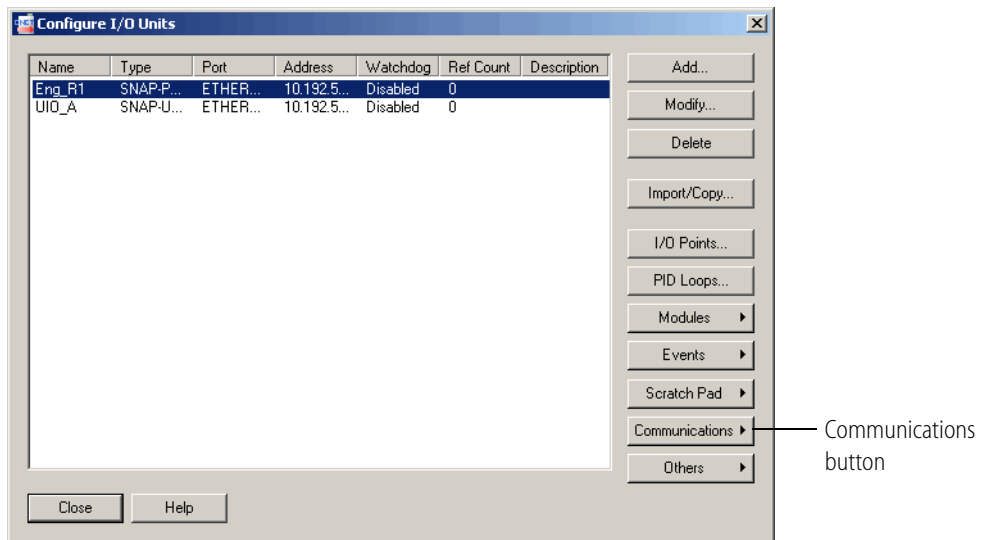 Configure I/O Units
Name Type Port Address Watchdog Ref Count Description
Eng_R1 SNAP-P... ETHER... 10.192.5... Disabled 0
UIO_A SNAP-U... ETHER... 10.192.5... Disabled 0
Add...
Modify...
Delete
Import/Copy...
I/O Points...
PID Loops...
Modules
Events
Scratch Pad
Communications
Others
Communications
button
Close Help